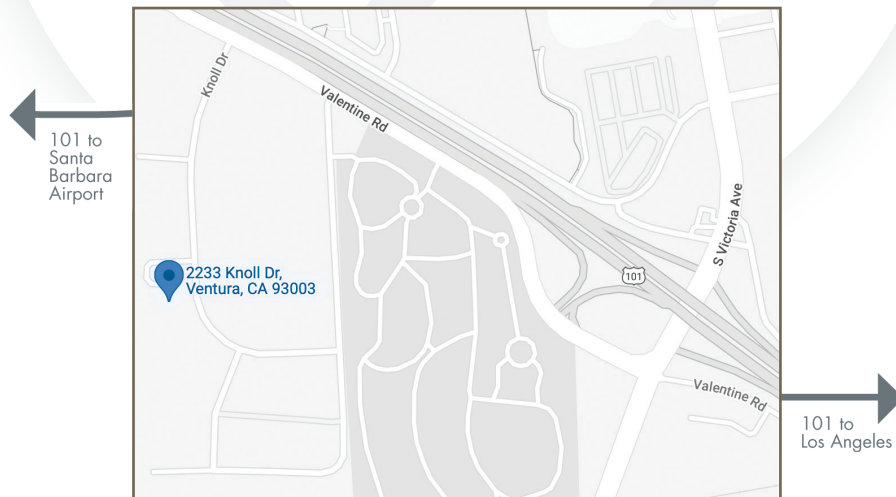 Knoll Dr
Valentine Rd
101 to
Santa
Barbara
Airport
S Victoria Ave
2233 Knoll Dr,
Ventura, CA 93003
101
Valentine Rd
101 to
Los Angeles